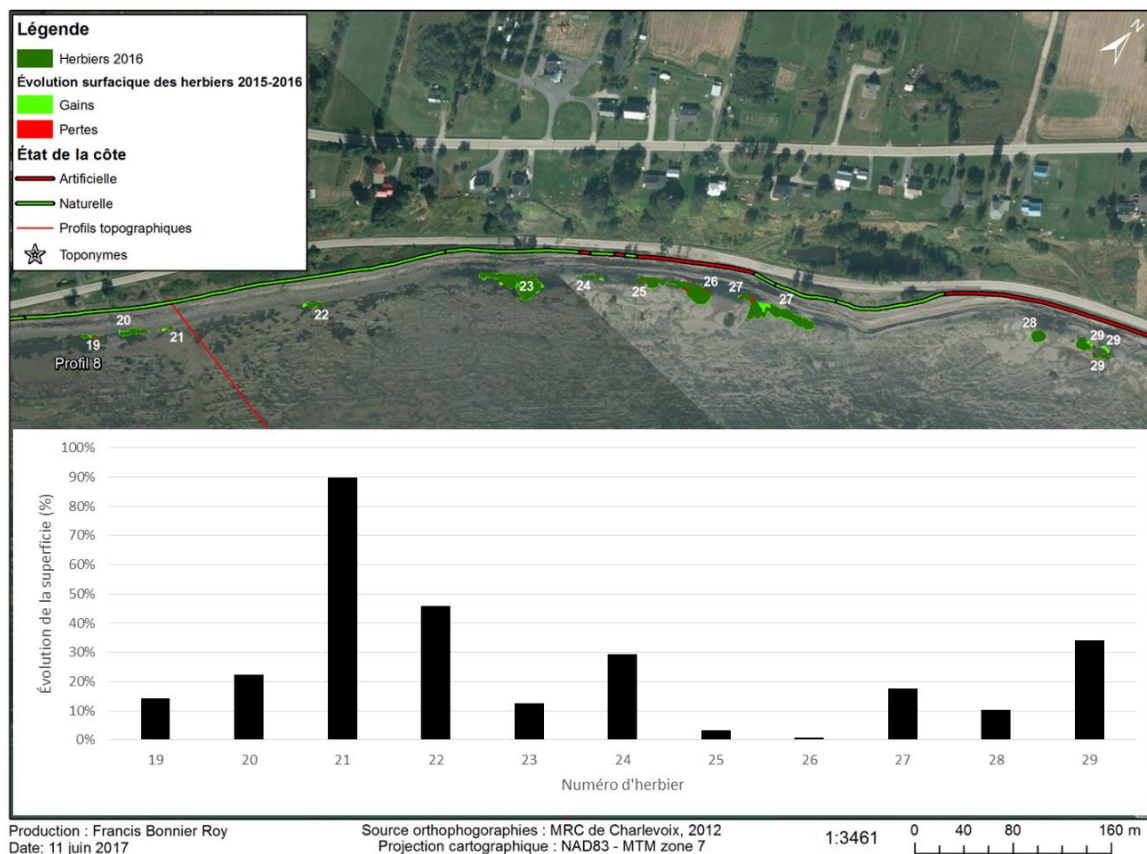 Légende
Herbiers 2016
Évolution surfacique des herbiers 2015-2016
Gains
Pertes
État de la côte
Artificielle
Naturelle
Profils topographiques
Toponymes
N
23
24
25
26
27
27
22
20
21
19
28
29
29
29
Profil 8
100%
90%
80%
70%
60%
50%
40%
30%
20%
10%
0%
Évolution de la superficie (%)
19 20 21 22 23 24 25 26 27 28 29
Numéro d'herbier
Production : Francis Bonnier Roy
Date: 11 juin 2017
Source orthophogoraphies : MRC de Charlevoix, 2012
Projection cartographique : NAD83 - MTM zone 7
1:3461
0 40 80 160 m